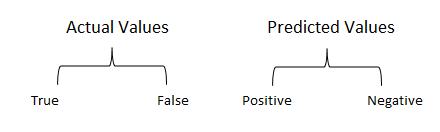 Actual Values Predicted Values
True False Positive Negative